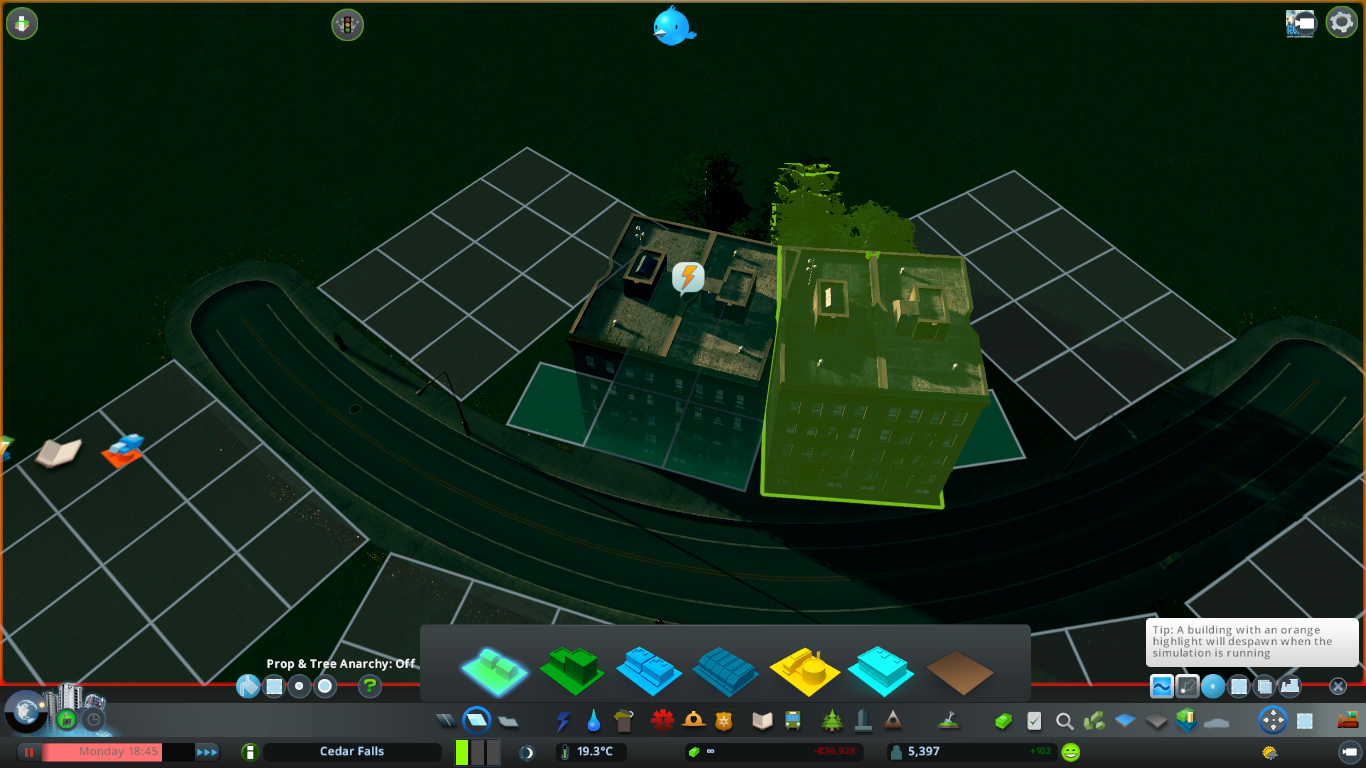 Tip: A building with an orange
highlight will despawn when the
simulation is running
Prop & Tree Anarchy: Off
?
Monday 18:45
Cedar Falls
19.3°C
∞
-₡36,928
5,397
+102